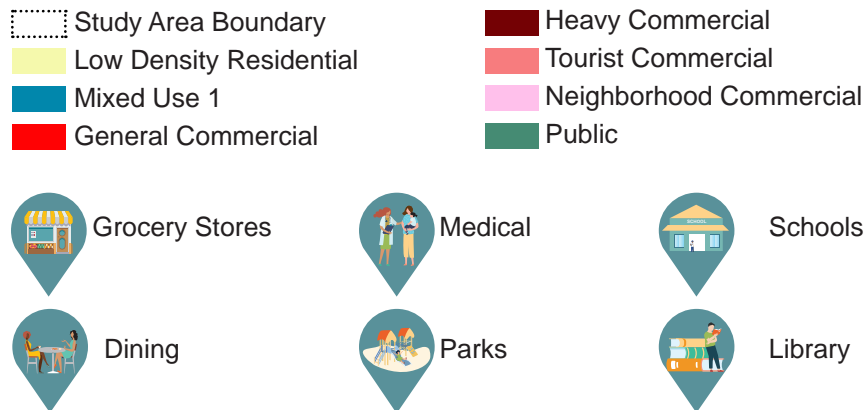 Study Area Boundary
Low Density Residential
Mixed Use 1
General Commercial
Heavy Commercial
Tourist Commercial
Neighborhood Commercial
Public
Grocery Stores
Medical
SCHOOL
Schools
Dining
Parks
Library